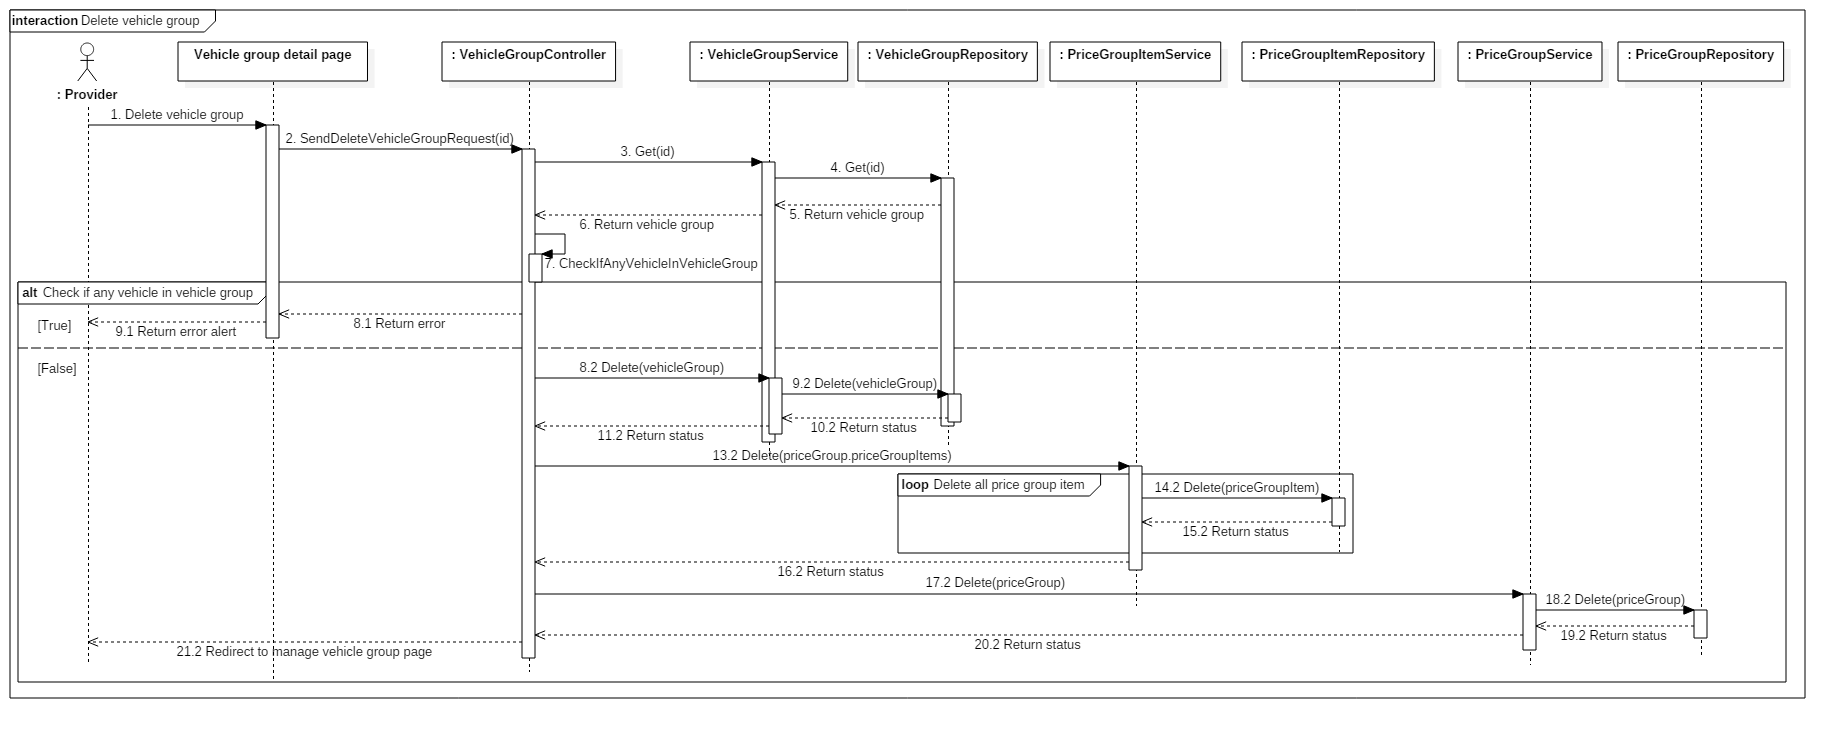 interaction Delete vehicle group
: Provider
Vehicle group detail page
: VehicleGroupController
: VehicleGroupService
: VehicleGroupRepository
: PriceGroupItemService
: PriceGroupItemRepository
: PriceGroupService
: PriceGroupRepository
1. Delete vehicle group
2. SendDeleteVehicleGroupRequest(id)
3. Get(id)
4. Get(id)
5. Return vehicle group
6. Return vehicle group
7. CheckIfAnyVehicleInVehicleGroup
alt Check if any vehicle in vehicle group
[True]
8.1 Return error
9.1 Return error alert
[False]
8.2 Delete(vehicleGroup)
9.2 Delete(vehicleGroup)
10.2 Return status
11.2 Return status
13.2 Delete(priceGroup.priceGroupItems)
loop Delete all price group item
14.2 Delete(priceGroupItem)
15.2 Return status
16.2 Return status
17.2 Delete(priceGroup)
18.2 Delete(priceGroup)
19.2 Return status
20.2 Return status
21.2 Redirect to manage vehicle group page